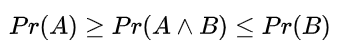 Pr(A) ≥ Pr(A ∧ B) ≤ Pr(B)